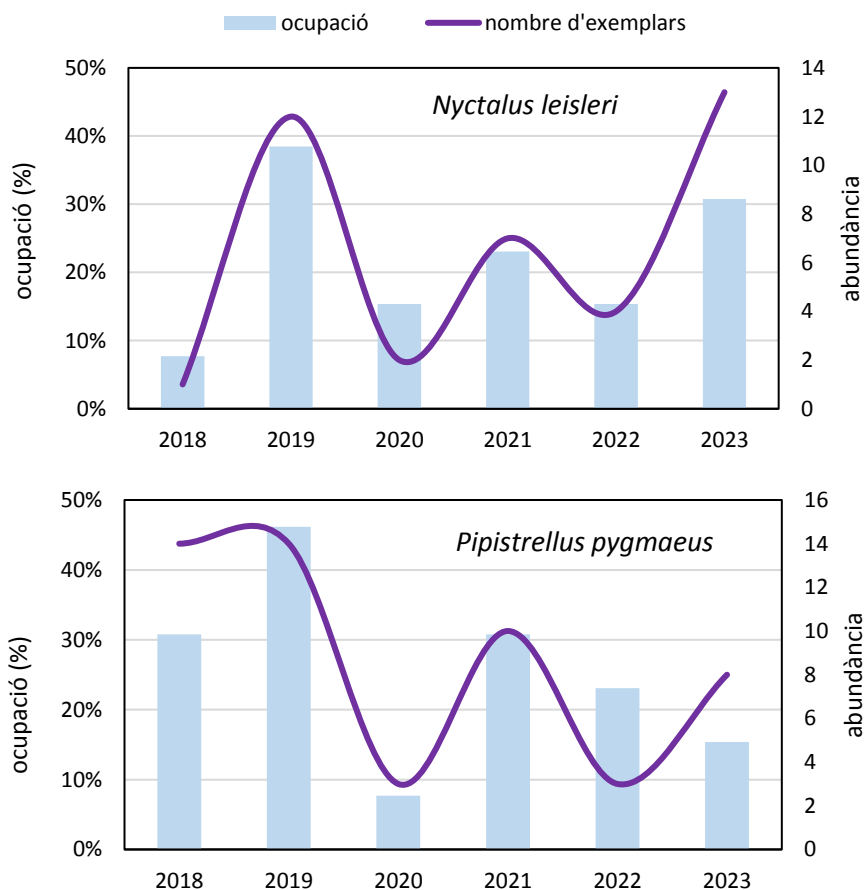 ocupació nombre d'exemplars
50% 14
Nyctalus leisleri
12
40%
10
30% 8
20% 6
4
10%
2
0% 0
ocupació (%)
abundància
2018 2019 2020 2021 2022 2023
50% 16
Pipistrellus pygmaeus
14
40%
12
30% 10
8
20%
6
10% 4
2
0% 0
ocupació (%)
abundància
2018 2019 2020 2021 2022 2023